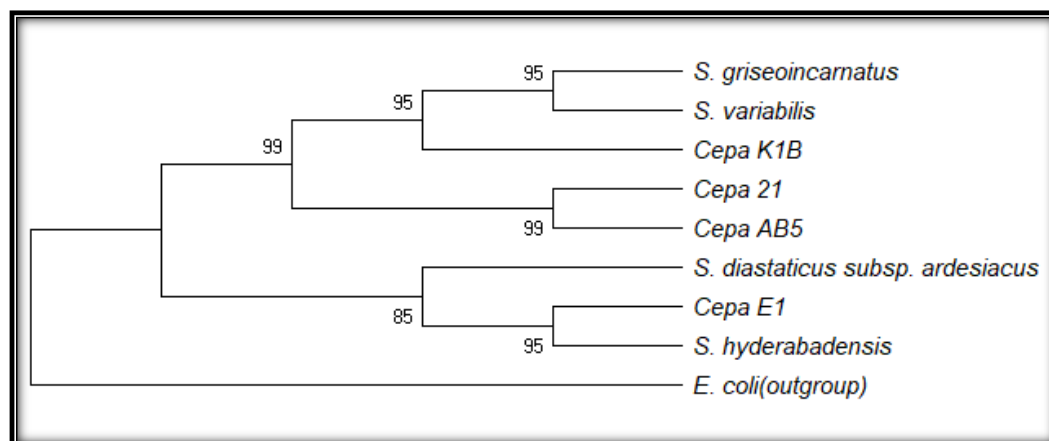 95
S. griseoincarnatus
95
S. variabilis
99
Cepa K1B
Cepa 21
99
Cepa AB5
S. diastaticus subsp. ardesiacus
85
Cepa E1
95
S. hyderabadensis
E. coli(outgroup)